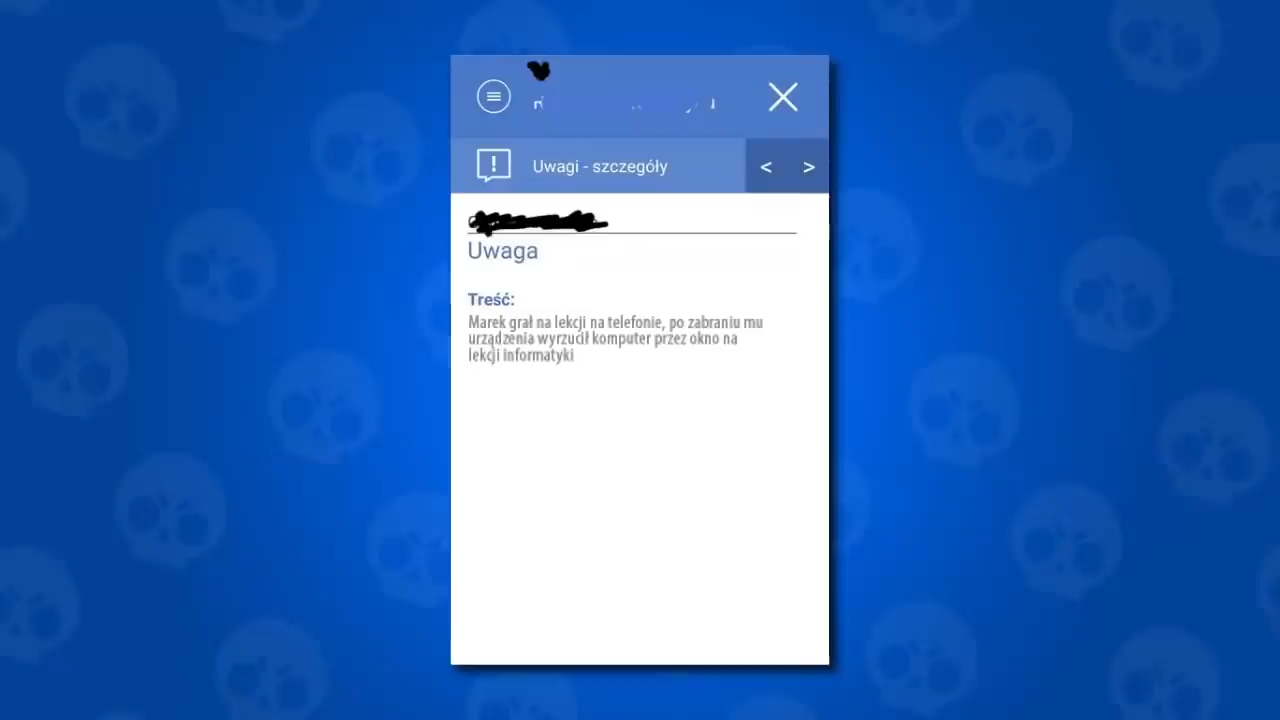 Uwagi - szczegóły
< >
Uwaga
Treść:
Marek grał na lekcji na telefonie, po zabraniu mu
urządzenia wyrzucił komputer przez okno na
lekcji informatyki